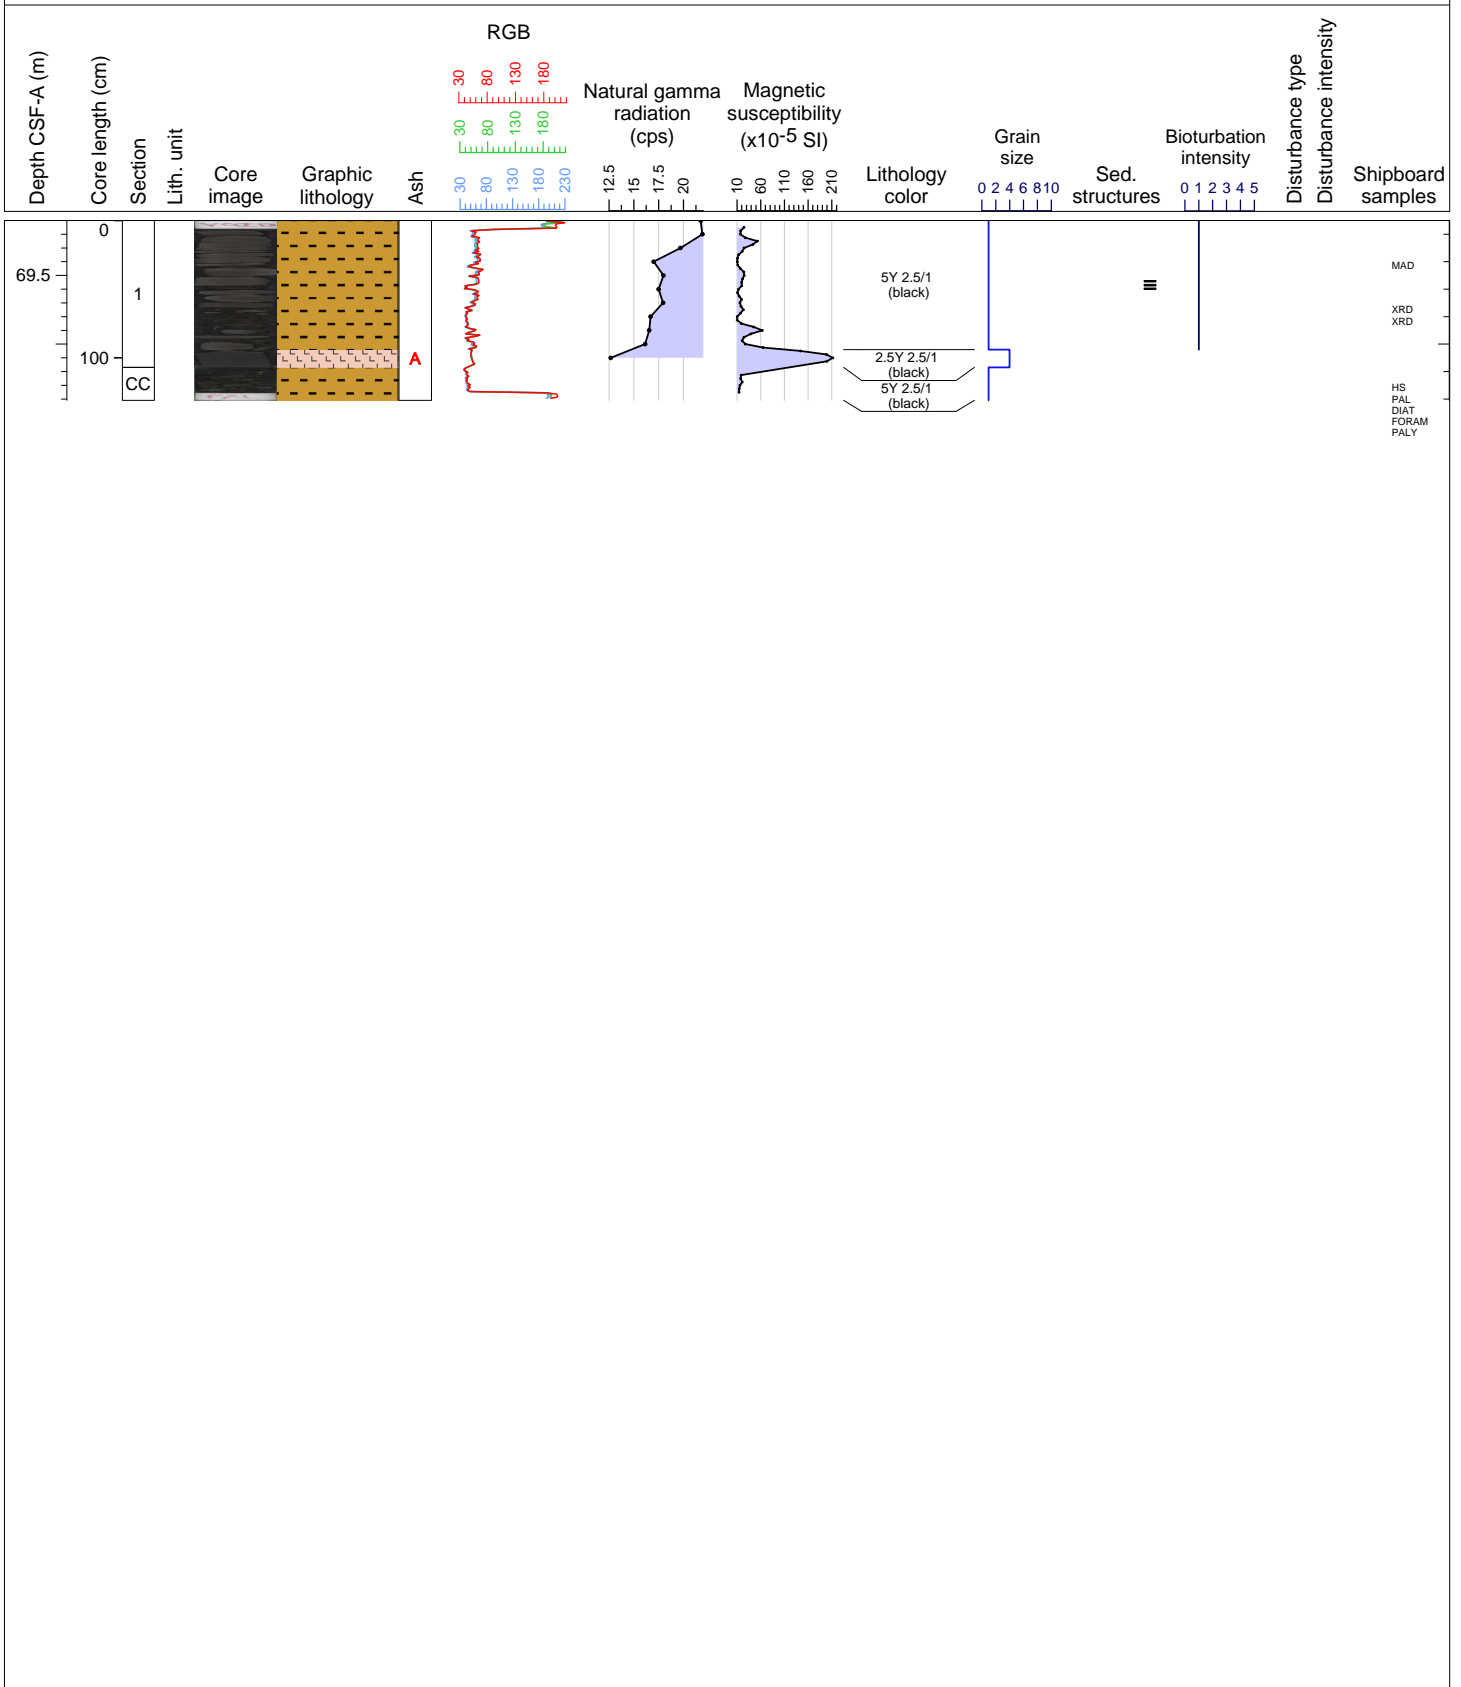 RGB
Depth CSF-A (m)
Core length (cm)
Section
Lith. unit
Core
image
Graphic
lithology
Ash
30 80 130 180
30 80 130 180
30 80 130 180 230
Natural gamma
radiation
(cps)
12.5 15 17.5 20
Magnetic
susceptibility
(x10-5 SI)
10 60 110 160 210
Lithology
color
Grain
size
0 2 4 6 8 10
Sed.
structures
Bioturbation
intensity
0 1 2 3 4 5
Disturbance type
Disturbance intensity
Shipboard
samples
0
69.5
1
100
CC
A
5Y 2.5/1
(black)
2.5Y 2.5/1
(black)
5Y 2.5/1
(black)
MAD
XRD
XRD
HS
PAL
DIAT
FORAM
PALY